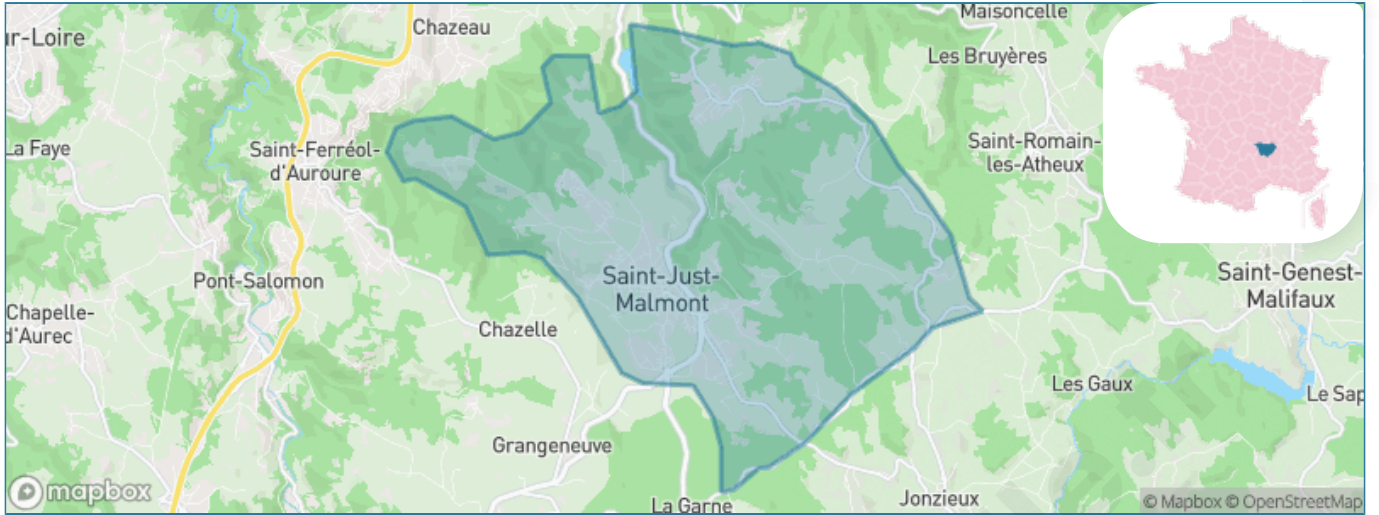 Maisoncelle
Chazeau
ur-Loire
Les Bruyères
La Faye
Saint-Ferréol-
d'Auroure
Saint-Romain-
les-Atheux
Pont-Salomon
Saint-Just-
Malmont
Saint-Genest-
Malifaux
Chapelle-
d'Aurec
Chazelle
Les Gaux
Le Sap
Grangeneuve
La Garne
Jonzieux
mapbox
© Mapbox © OpenStreetMap